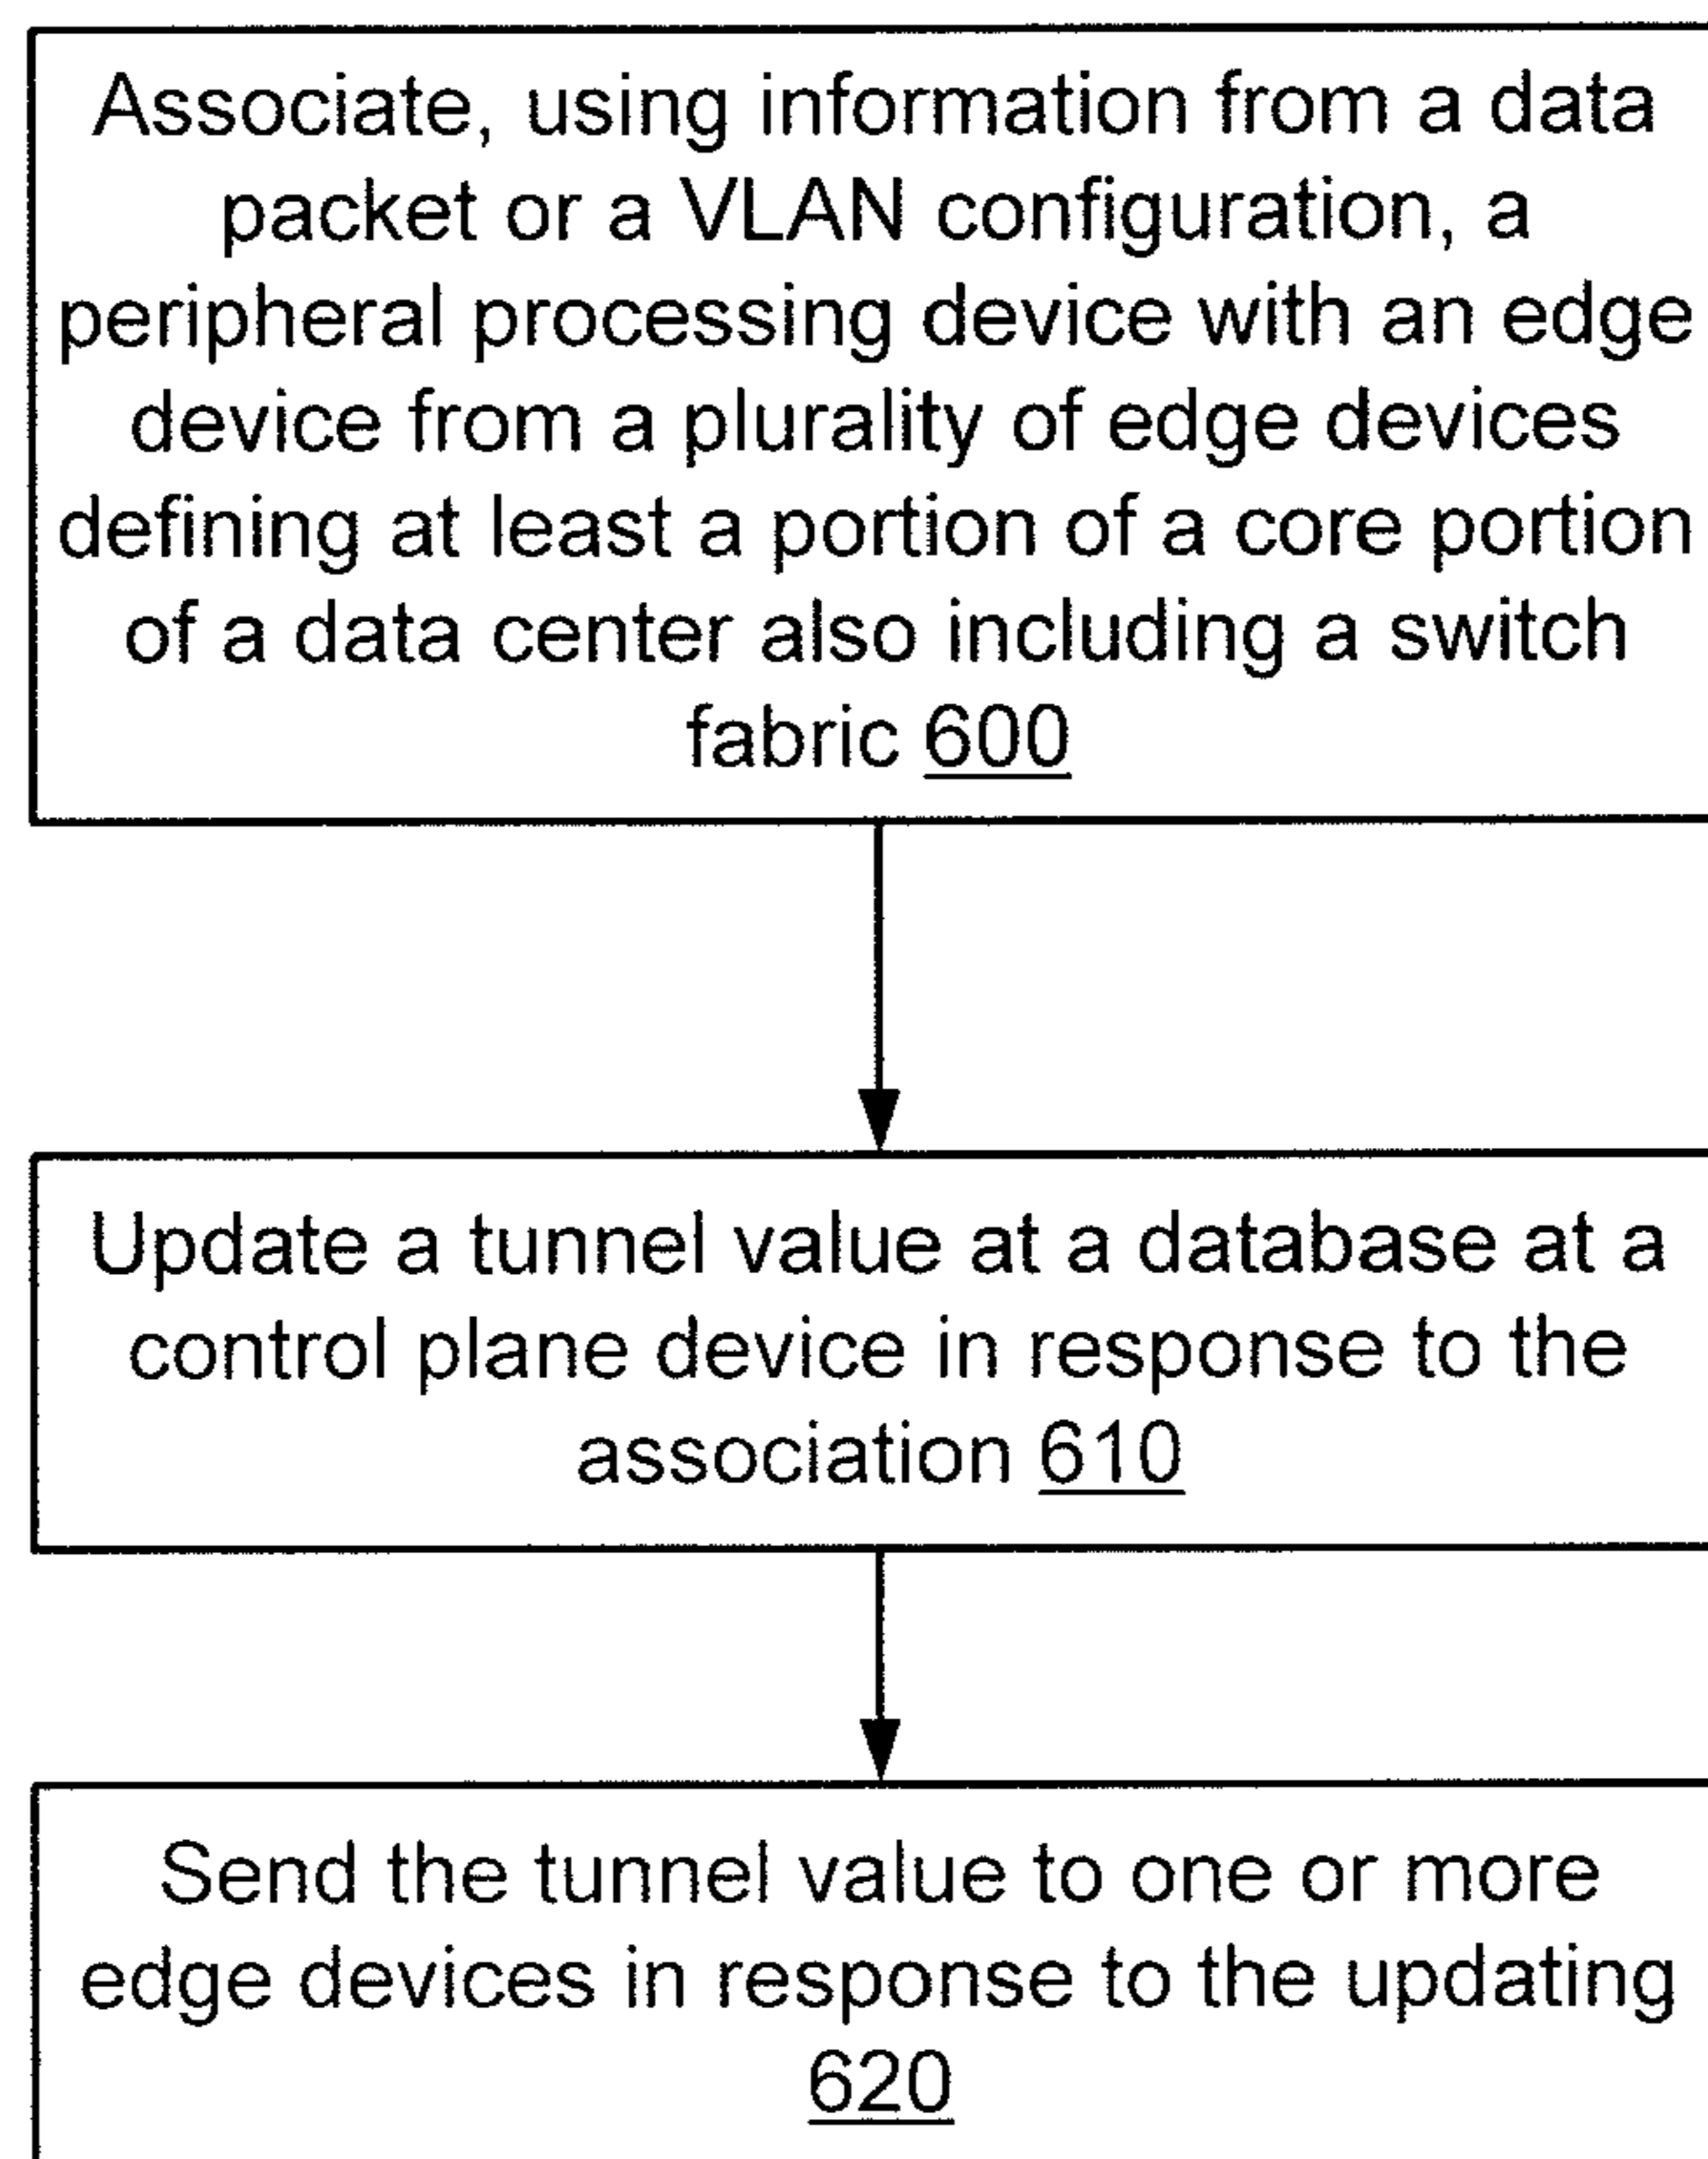 Associate, using information from a data
packet or a VLAN configuration, a
peripheral processing device with an edge
device from a plurality of edge devices
defining at least a portion of a core portion
of a data center also including a switch
fabric 600
Update a tunnel value at a database at a
control plane device in response to the
association 610
Send the tunnel value to one or more
edge devices in response to the updating
620